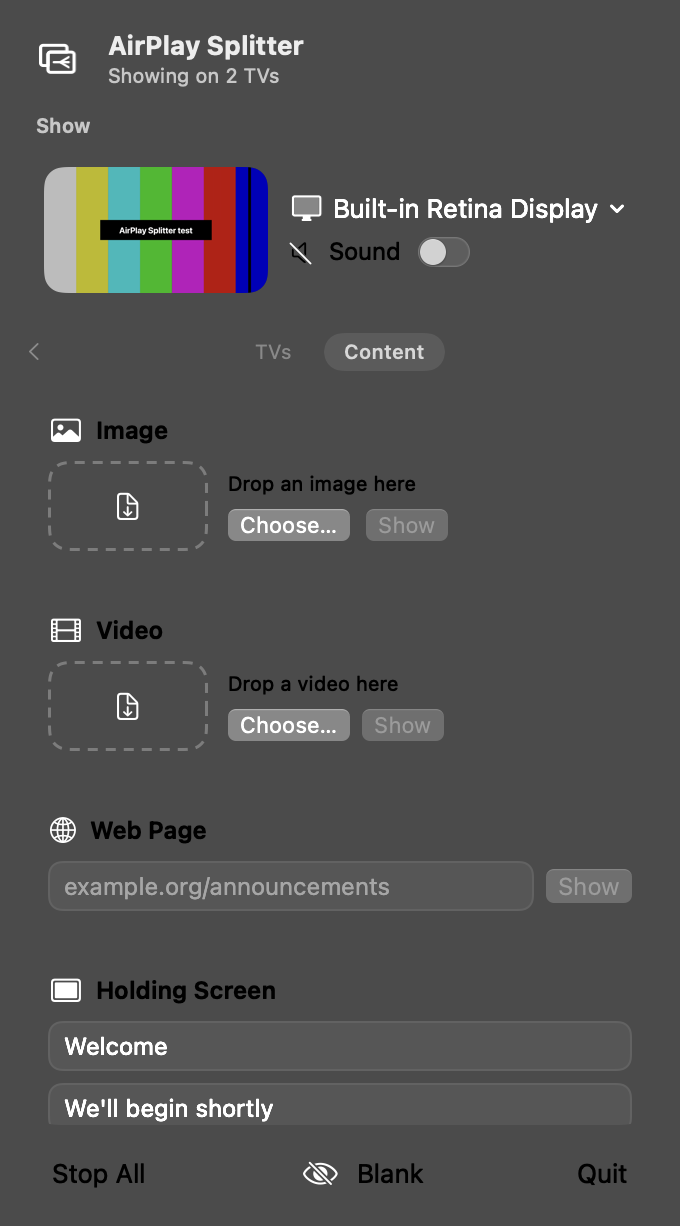 AirPlay Splitter
Showing on 2 TVs
Show
AirPlay Splitter test
Built-in Retina Display
Sound
TVs
Content
Image
Drop an image here
Choose...
Show
Video
Drop a video here
Choose...
Show
Web Page
example.org/announcements
Show
Holding Screen
Welcome
We'll begin shortly
Stop All
Blank
Quit